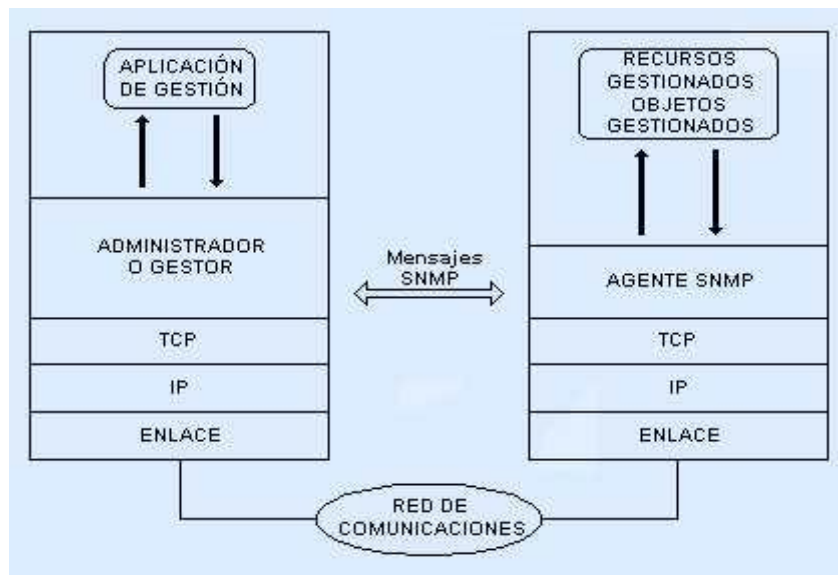 APLICACIÓN
DE GESTIÓN
ADMINISTRADOR
O GESTOR
TCP
IP
ENLACE
Mensajes
SNMP
RECURSOS
GESTIONADOS
OBJETOS
GESTIONADOS
AGENTE SNMP
TCP
IP
ENLACE
RED DE
COMUNICACIONES